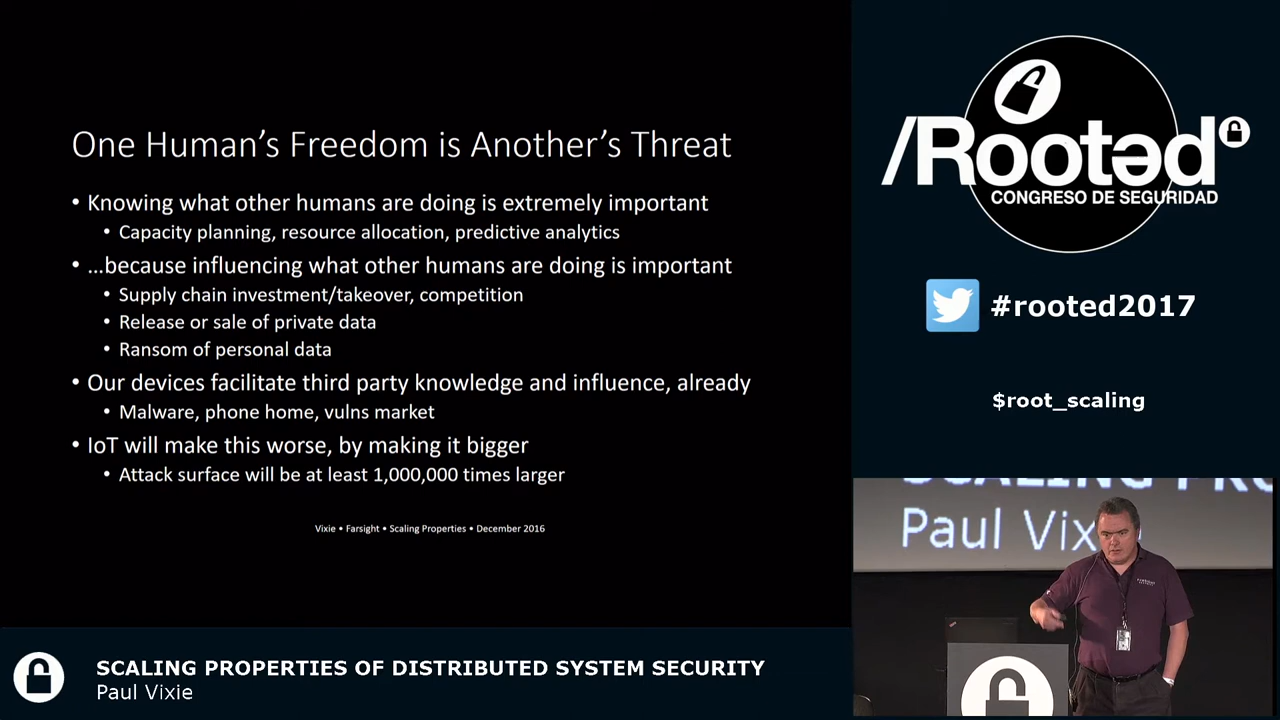 One Human's Freedom is Another's Threat
• Knowing what other humans are doing is extremely important
• Capacity planning, resource allocation, predictive analytics
• …because influencing what other humans are doing is important
• Supply chain investment/takeover, competition
• Release or sale of private data
• Ransom of personal data
• Our devices facilitate third party knowledge and influence, already
• Malware, phone home, vulns market
• IoT will make this worse, by making it bigger
• Attack surface will be at least 1,000,000 times larger
Vixie • Farsight • Scaling Properties • December 2016
/Rootəd
CONGRESO DE SEGURIDAD
#rooted2017
$root_scaling
SCALING PRO
Paul Vix
SCALING PROPERTIES OF DISTRIBUTED SYSTEM SECURITY
Paul Vixie